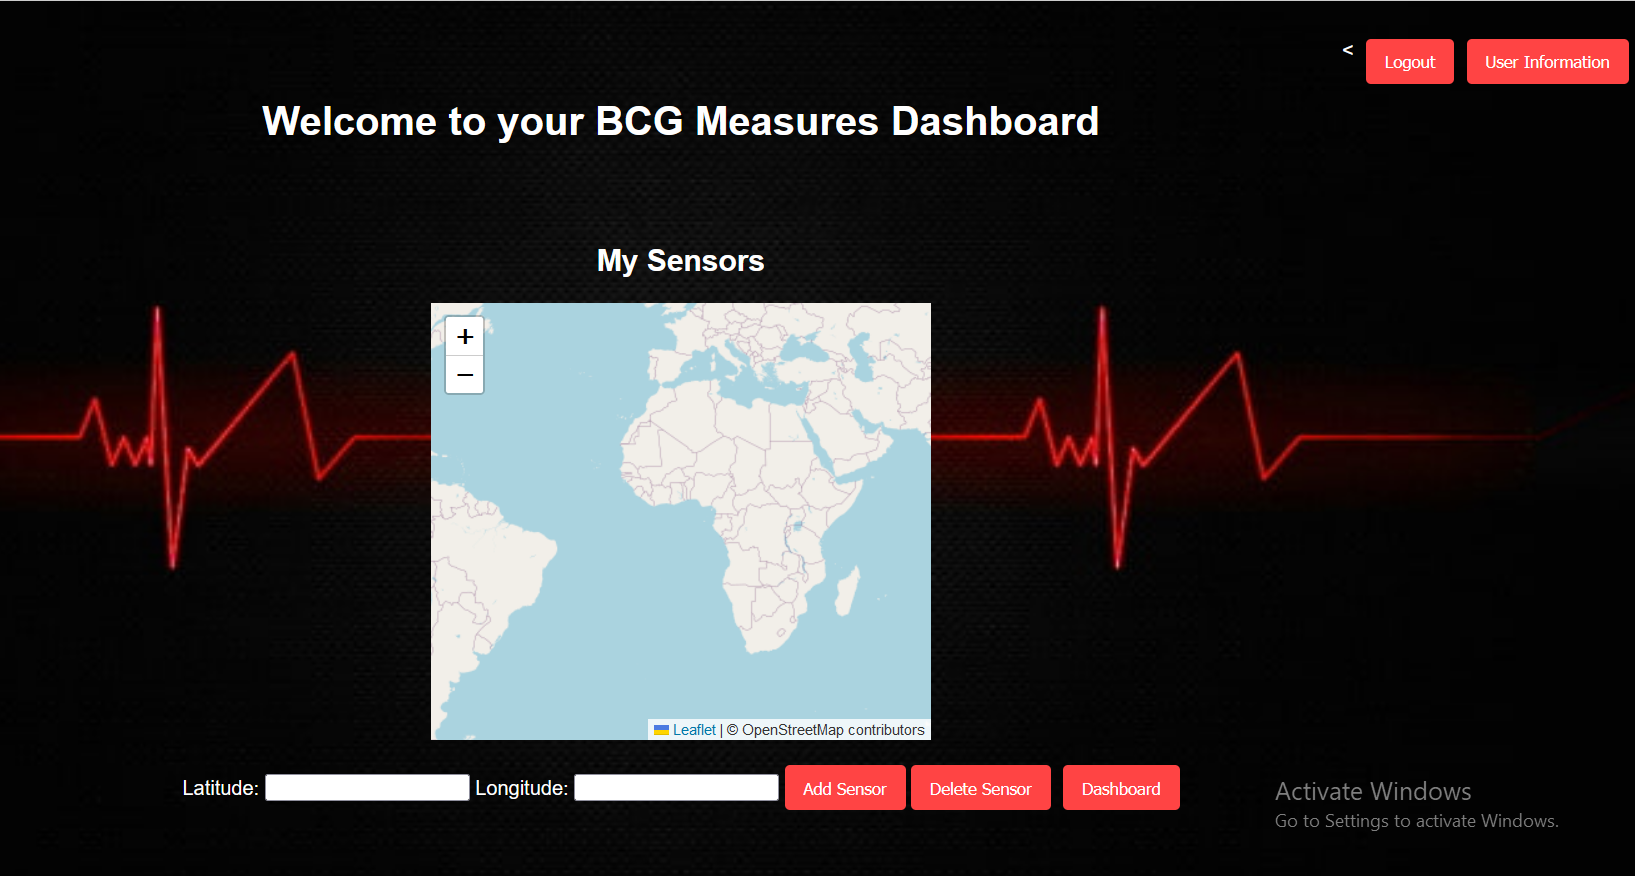 < Logout User Information
Welcome to your BCG Measures Dashboard
My Sensors
+
−
Leaflet | © OpenStreetMap contributors
Latitude: Longitude: Add Sensor Delete Sensor Dashboard
Activate Windows
Go to Settings to activate Windows.